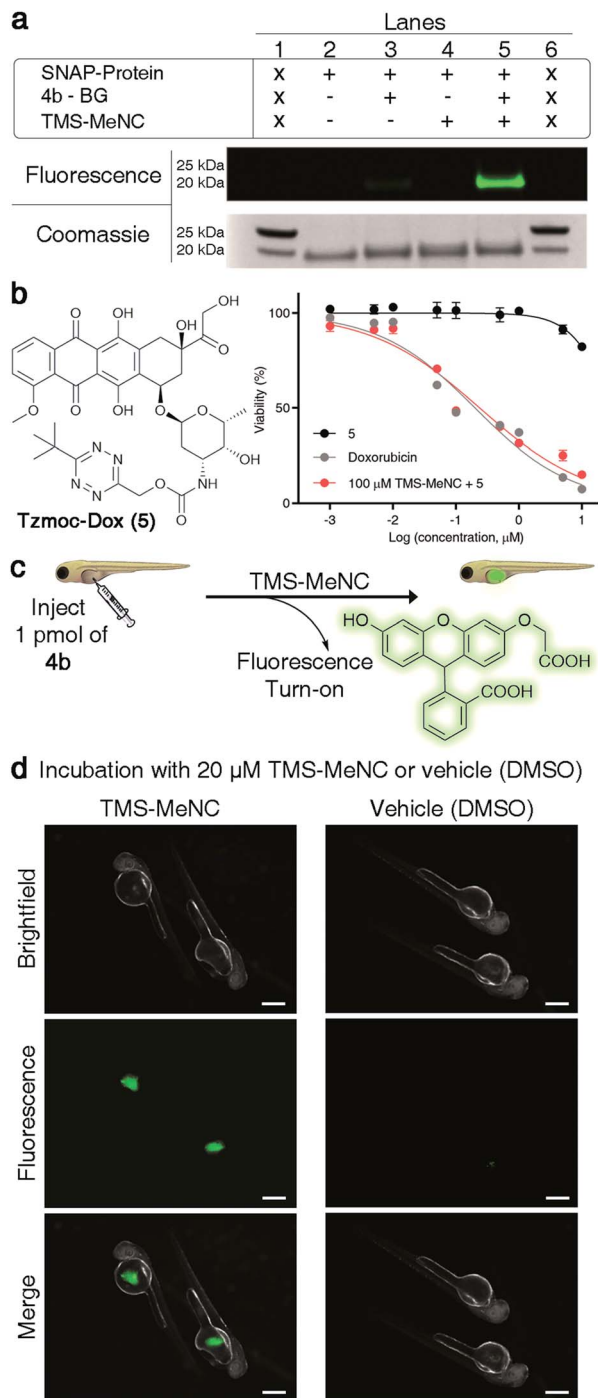 a
Lanes
1 2 3 4 5 6
SNAP-Protein x + + + + x
4b - BG x - + - + x
TMS-MeNC x - - + + x
Fluorescence
25 kDa
20 kDa
Coomassie
25 kDa
20 kDa
b
OH
O OH OH
O
O OH O
O O
N N
N N
O O
OH
NH
O
Tzmoc-Dox (5)
Viability (%)
100
50
0
5
Doxorubicin
100 µM TMS-MeNC + 5
-3 -2 -1 0 1
Log (concentration, µM)
c
Inject
1 pmol of
4b
TMS-MeNC
Fluorescence
Turn-on
HO O O
COOH
COOH
d Incubation with 20 µM TMS-MeNC or vehicle (DMSO)
TMS-MeNC Vehicle (DMSO)
Brightfield
Fluorescence
Merge